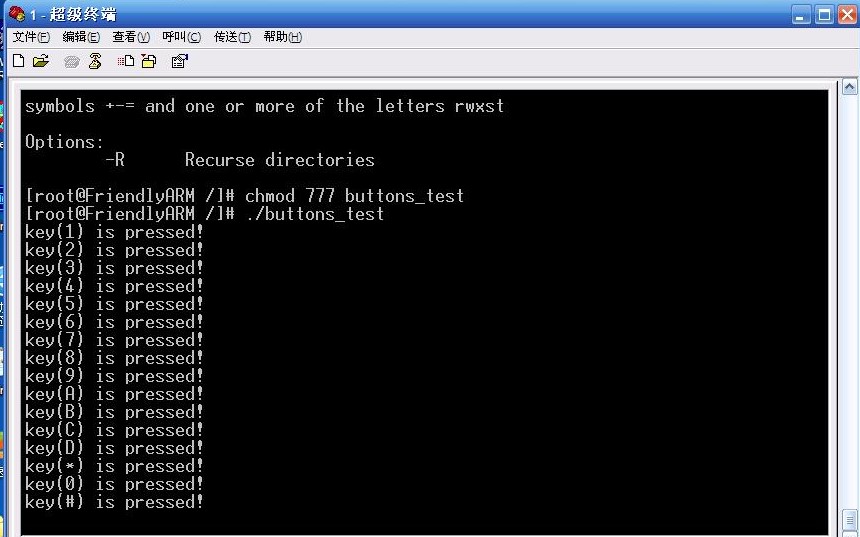 1 - 超级终端
文件(F) 编辑(E) 查看(V) 呼叫(C) 传送(T) 帮助(H)
symbols +-= and one or more of the letters rwxst
Options:
-R Recurse directories
[root@FriendlyARM /]# chmod 777 buttons_test
[root@FriendlyARM /]# ./buttons_test
key(1) is pressed!
key(2) is pressed!
key(3) is pressed!
key(4) is pressed!
key(5) is pressed!
key(6) is pressed!
key(7) is pressed!
key(8) is pressed!
key(9) is pressed!
key(A) is pressed!
key(B) is pressed!
key(C) is pressed!
key(D) is pressed!
key(*) is pressed!
key(0) is pressed!
key(#) is pressed!